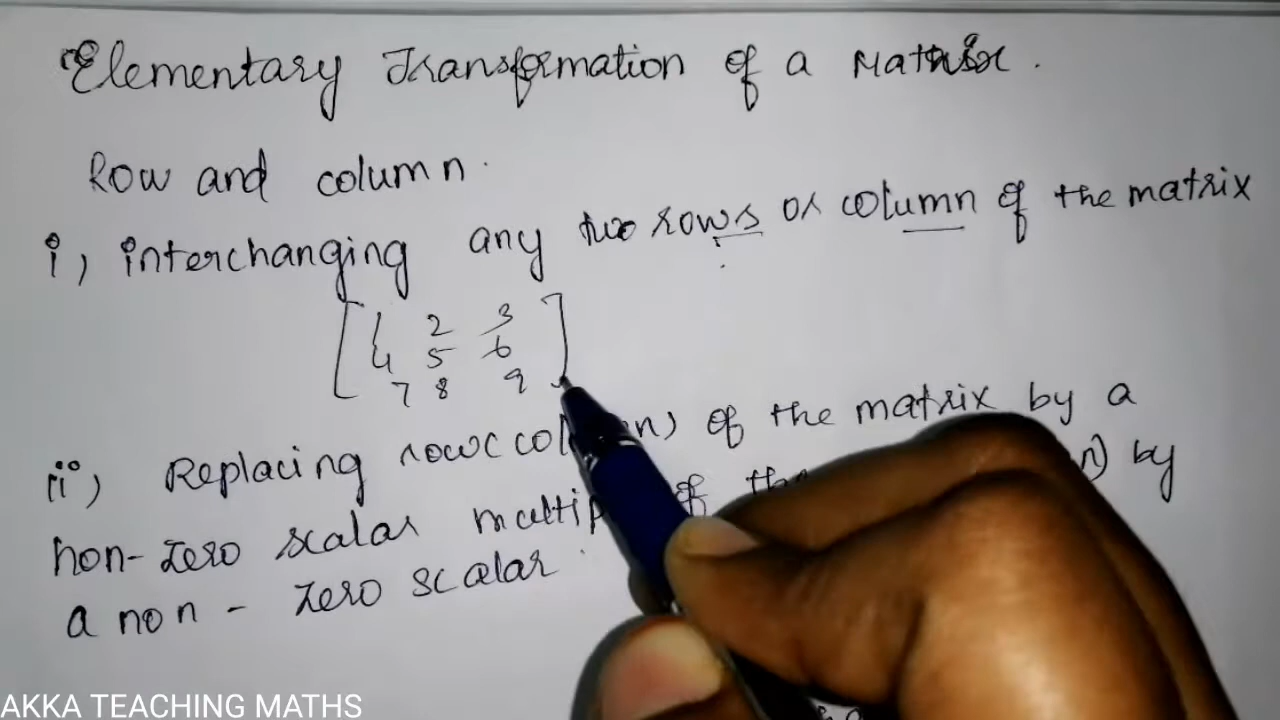 Elementary Transformation of a Matrix.
Row and column.
i, interchanging any two rows or column of the matrix
1 2 3
4 5 6
7 8 9
ii) Replacing row( of the matrix by a
non-zero scalar of by
a non - zero scalar
AKKA TEACHING MATHS